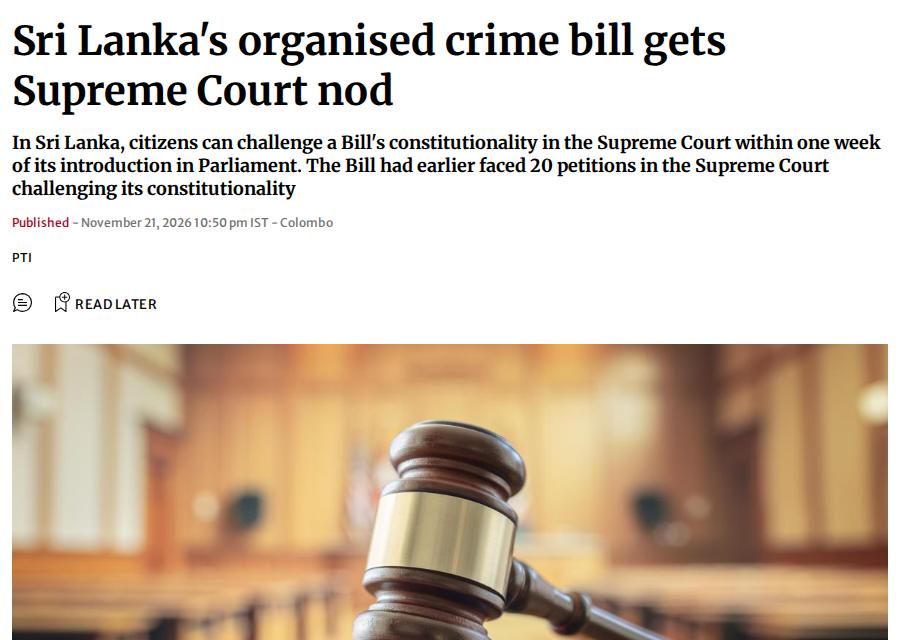 Sri Lanka's organised crime bill gets
Supreme Court nod
In Sri Lanka, citizens can challenge a Bill's constitutionality in the Supreme Court within one week
of its introduction in Parliament. The Bill had earlier faced 20 petitions in the Supreme Court
challenging its constitutionality
Published - November 21, 2026 10:50 pm IST - Colombo
PTI
READ LATER